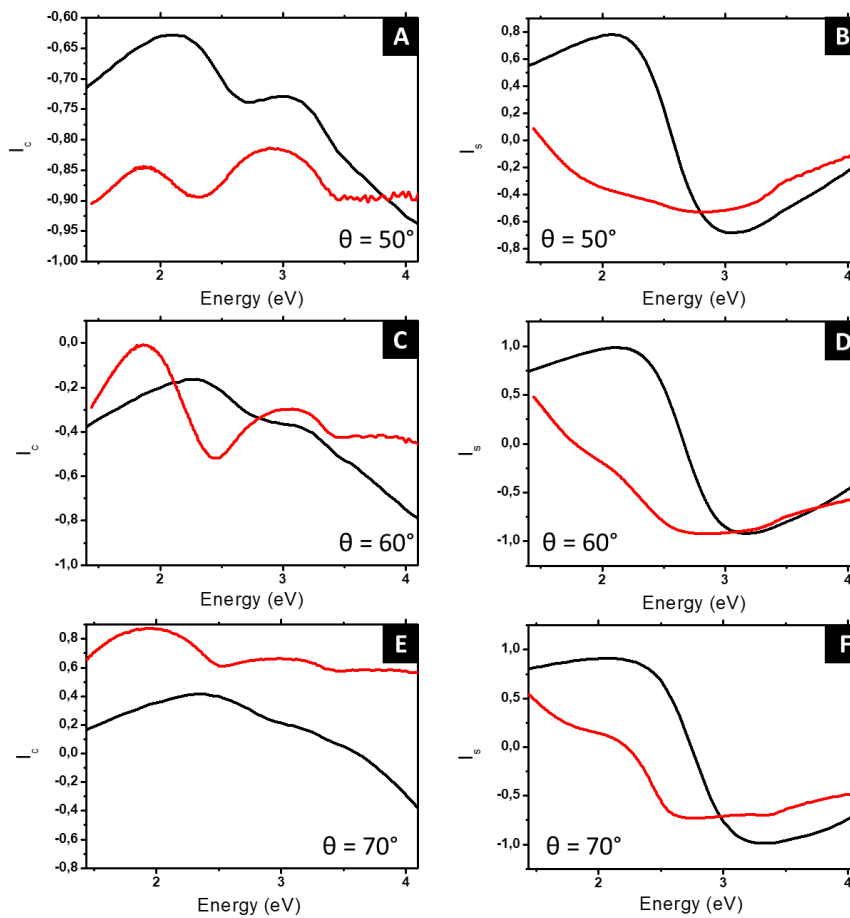 A
-0,60
-0,65
-0,70
-0,75
-0,80
-0,85
-0,90
-0,95
-1,00
I c
θ = 50°
2
3
4
Energy (eV)
B
0,8
0,6
0,4
0,2
0,0
-0,2
-0,4
-0,6
-0,8
I s
θ = 50°
2
3
4
Energy (eV)
C
0,0
-0,2
-0,4
-0,6
-0,8
-1,0
I c
θ = 60°
2
3
4
Energy (eV)
D
1,0
0,5
0,0
-0,5
-1,0
I s
θ = 60°
2
3
4
Energy (eV)
E
0,8
0,6
0,4
0,2
0,0
-0,2
-0,4
-0,6
-0,8
I c
θ = 70°
2
3
4
Energy (eV)
F
1,0
0,5
0,0
-0,5
-1,0
I s
θ = 70°
2
3
4
Energy (eV)